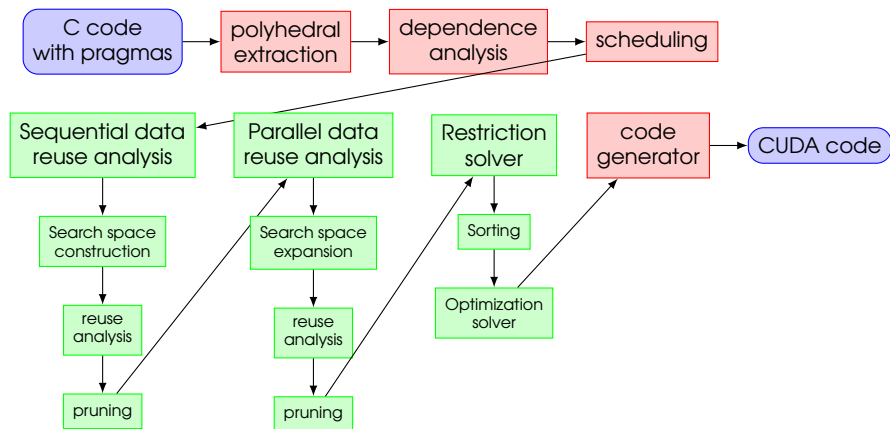 C code
with pragmas
polyhedral
extraction
dependence
analysis
scheduling
Sequential data
reuse analysis
Search space
construction
reuse
analysis
pruning
Parallel data
reuse analysis
Search space
expansion
reuse
analysis
pruning
Restriction
solver
Sorting
Optimization
solver
code
generator
CUDA code